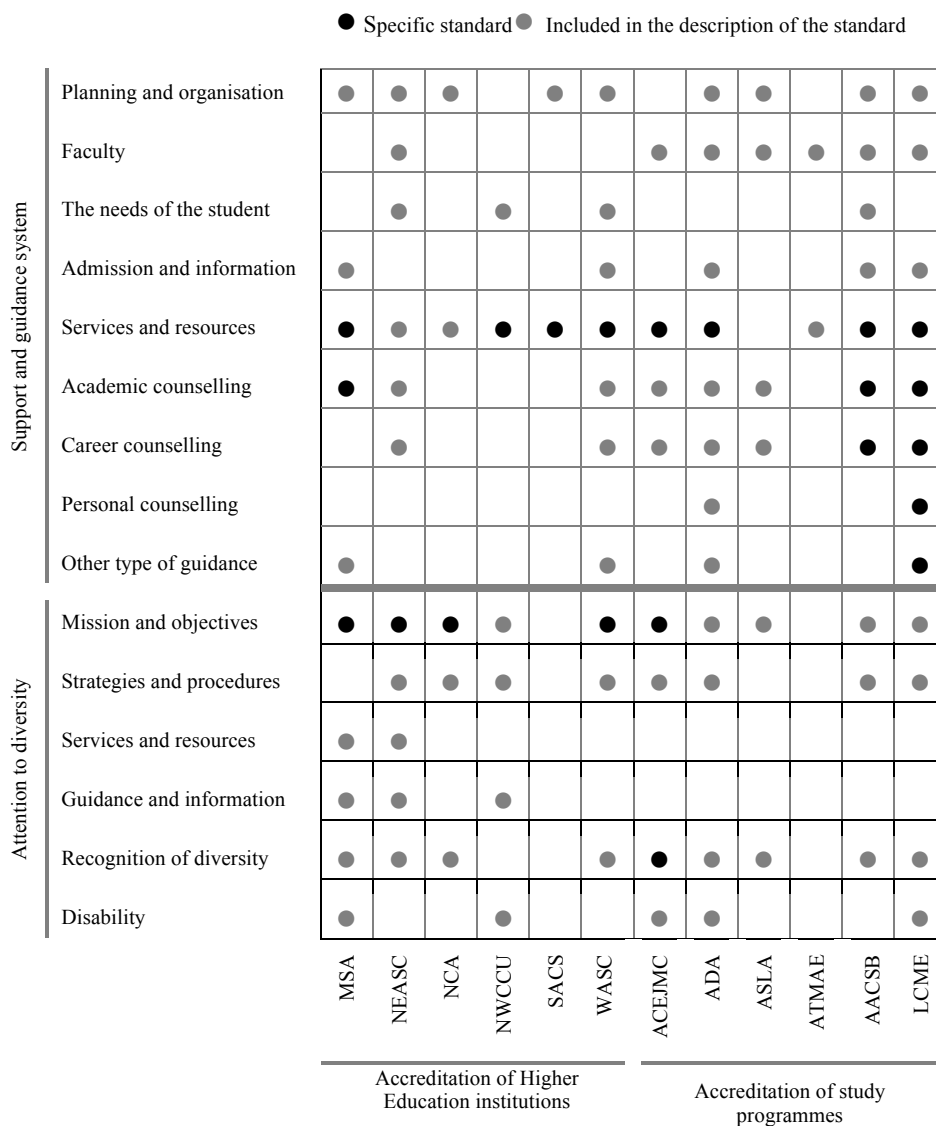 Specific standard Included in the description of the standard
Support and guidance system
Planning and organisation
Faculty
The needs of the student
Admission and information
Services and resources
Academic counselling
Career counselling
Personal counselling
Other type of guidance
Attention to diversity
Mission and objectives
Strategies and procedures
Services and resources
Guidance and information
Recognition of diversity
Disability
MSA
NEASC
NCA
NWCCU
SACS
WASC
ACEJMC
ADA
ASLA
ATMAE
AACSB
LCME
Accreditation of Higher
Education institutions
Accreditation of study
programmes